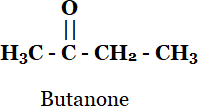 O
||
H₃C - C - CH₂ - CH₃
Butanone